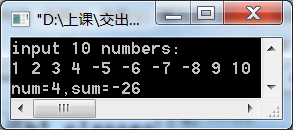 "D:\上课\交出...
input 10 numbers:
1 2 3 4 -5 -6 -7 -8 9 10
num=4,sum=-26